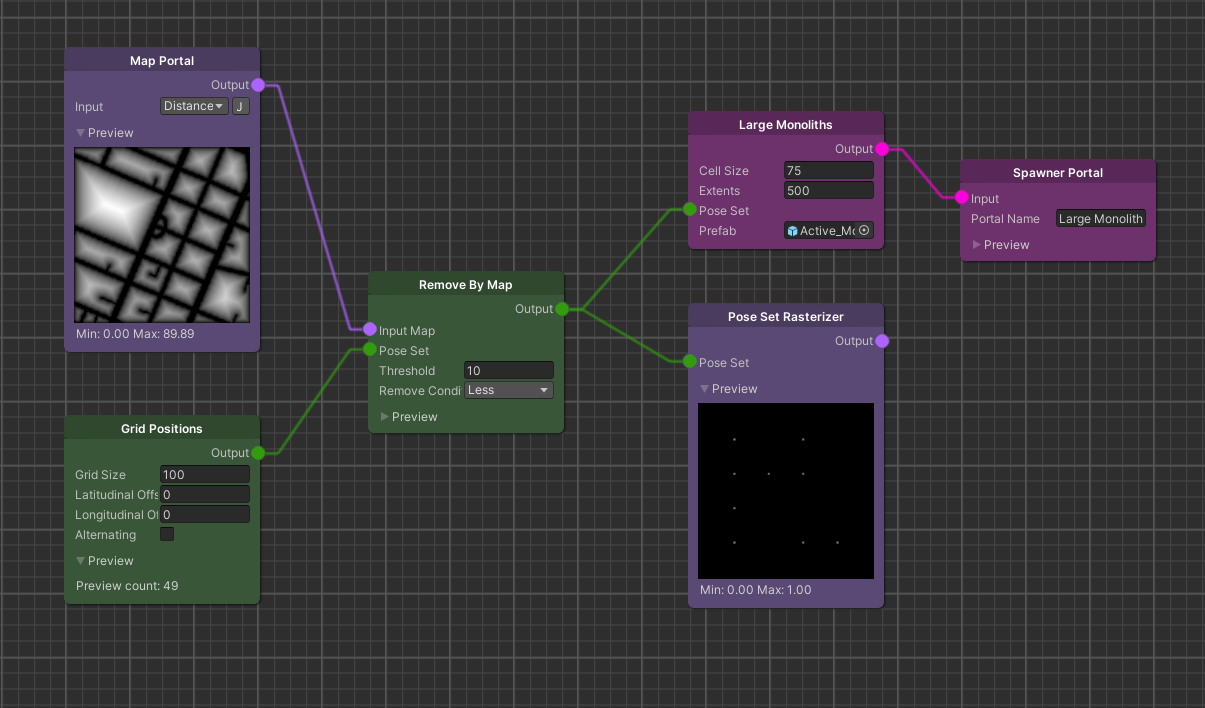 Map Portal
Output
Input Distance J
Preview
Min: 0.00 Max: 89.89
Grid Positions
Output
Grid Size 100
Latitudinal Offs 0
Longitudinal Of 0
Alternating
Preview
Preview count: 49
Remove By Map
Output
Input Map
Pose Set
Threshold 10
Remove Condi Less
Preview
Large Monoliths
Output
Cell Size 75
Extents 500
Pose Set
Prefab Active_Mo
Pose Set Rasterizer
Output
Pose Set
Preview
Min: 0.00 Max: 1.00
Spawner Portal
Input
Portal Name Large Monolith
Preview